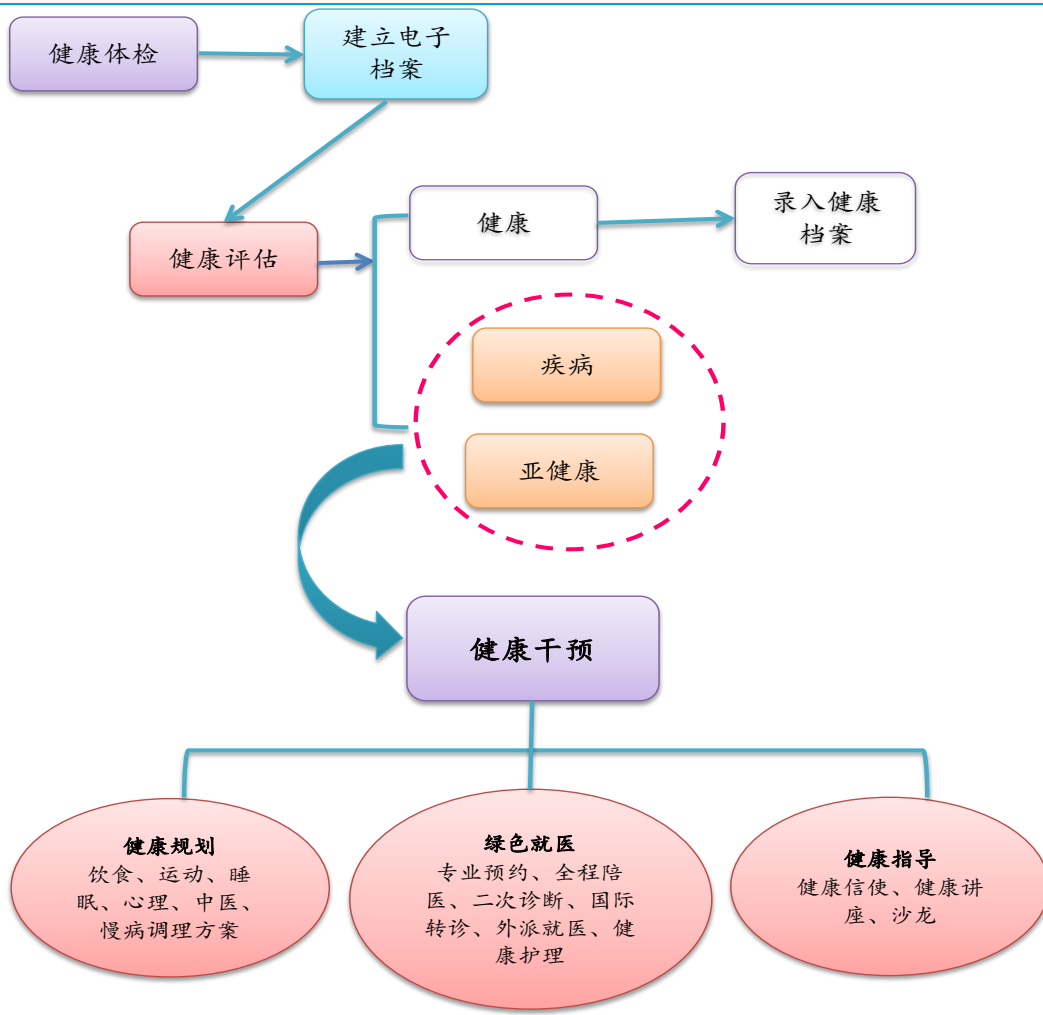 健康体检
建立电子
档案
健康评估
健康
录入健康
档案
疾病
亚健康
健康干预
健康规划
饮食、运动、睡
眠、心理、中医、
慢病调理方案
绿色就医
专业预约、全程陪
医、二次诊断、国际
转诊、外派就医、健
康护理
健康指导
健康信使、健康讲
座、沙龙